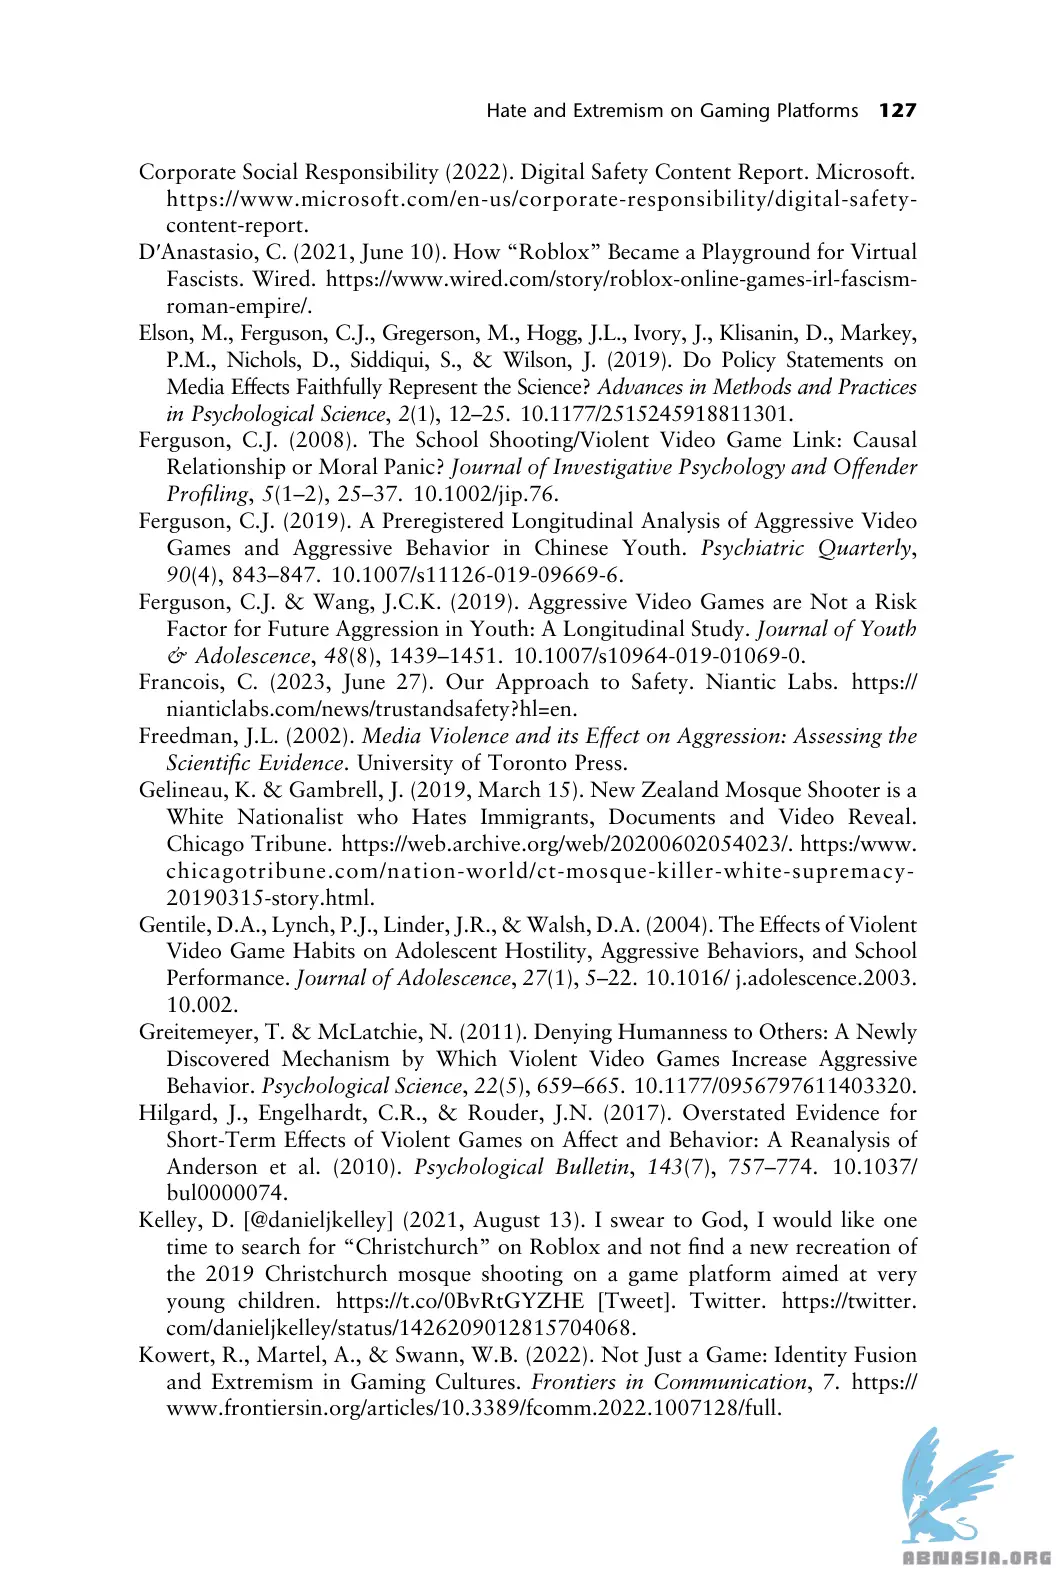 Hate and Extremism on Gaming Platforms 127
Corporate Social Responsibility (2022). Digital Safety Content Report. Microsoft.
https://www.microsoft.com/en-us/corporate-responsibility/digital-safety-
content-report.
D′Anastasio, C. (2021, June 10). How “Roblox” Became a Playground for Virtual
Fascists. Wired. https://www.wired.com/story/roblox-online-games-irl-fascism-
roman-empire/.
Elson, M., Ferguson, C.J., Gregerson, M., Hogg, J.L., Ivory, J., Klisanin, D., Markey,
P.M., Nichols, D., Siddiqui, S., & Wilson, J. (2019). Do Policy Statements on
Media Effects Faithfully Represent the Science? Advances in Methods and Practices
in Psychological Science, 2(1), 12–25. 10.1177/2515245918811301.
Ferguson, C.J. (2008). The School Shooting/Violent Video Game Link: Causal
Relationship or Moral Panic? Journal of Investigative Psychology and Offender
Profiling, 5(1–2), 25–37. 10.1002/jip.76.
Ferguson, C.J. (2019). A Preregistered Longitudinal Analysis of Aggressive Video
Games and Aggressive Behavior in Chinese Youth. Psychiatric Quarterly,
90(4), 843–847. 10.1007/s11126-019-09669-6.
Ferguson, C.J. & Wang, J.C.K. (2019). Aggressive Video Games are Not a Risk
Factor for Future Aggression in Youth: A Longitudinal Study. Journal of Youth
& Adolescence, 48(8), 1439–1451. 10.1007/s10964-019-01069-0.
Francois, C. (2023, June 27). Our Approach to Safety. Niantic Labs. https://
nianticlabs.com/news/trustandsafety?hl=en.
Freedman, J.L. (2002). Media Violence and its Effect on Aggression: Assessing the
Scientific Evidence. University of Toronto Press.
Gelineau, K. & Gambrell, J. (2019, March 15). New Zealand Mosque Shooter is a
White Nationalist who Hates Immigrants, Documents and Video Reveal.
Chicago Tribune. https://web.archive.org/web/20200602054023/. https:/www.
chicagotribune.com/nation-world/ct-mosque-killer-white-supremacy-
20190315-story.html.
Gentile, D.A., Lynch, P.J., Linder, J.R., & Walsh, D.A. (2004). The Effects of Violent
Video Game Habits on Adolescent Hostility, Aggressive Behaviors, and School
Performance. Journal of Adolescence, 27(1), 5–22. 10.1016/ j.adolescence.2003.
10.002.
Greitemeyer, T. & McLatchie, N. (2011). Denying Humanness to Others: A Newly
Discovered Mechanism by Which Violent Video Games Increase Aggressive
Behavior. Psychological Science, 22(5), 659–665. 10.1177/0956797611403320.
Hilgard, J., Engelhardt, C.R., & Rouder, J.N. (2017). Overstated Evidence for
Short-Term Effects of Violent Games on Affect and Behavior: A Reanalysis of
Anderson et al. (2010). Psychological Bulletin, 143(7), 757–774. 10.1037/
bul0000074.
Kelley, D. [@danieljkelley] (2021, August 13). I swear to God, I would like one
time to search for “Christchurch” on Roblox and not find a new recreation of
the 2019 Christchurch mosque shooting on a game platform aimed at very
young children. https://t.co/0BvRtGYZHE [Tweet]. Twitter. https://twitter.
com/danieljkelley/status/1426209012815704068.
Kowert, R., Martel, A., & Swann, W.B. (2022). Not Just a Game: Identity Fusion
and Extremism in Gaming Cultures. Frontiers in Communication, 7. https://
www.frontiersin.org/articles/10.3389/fcomm.2022.1007128/full.
ABNASIA.ORG